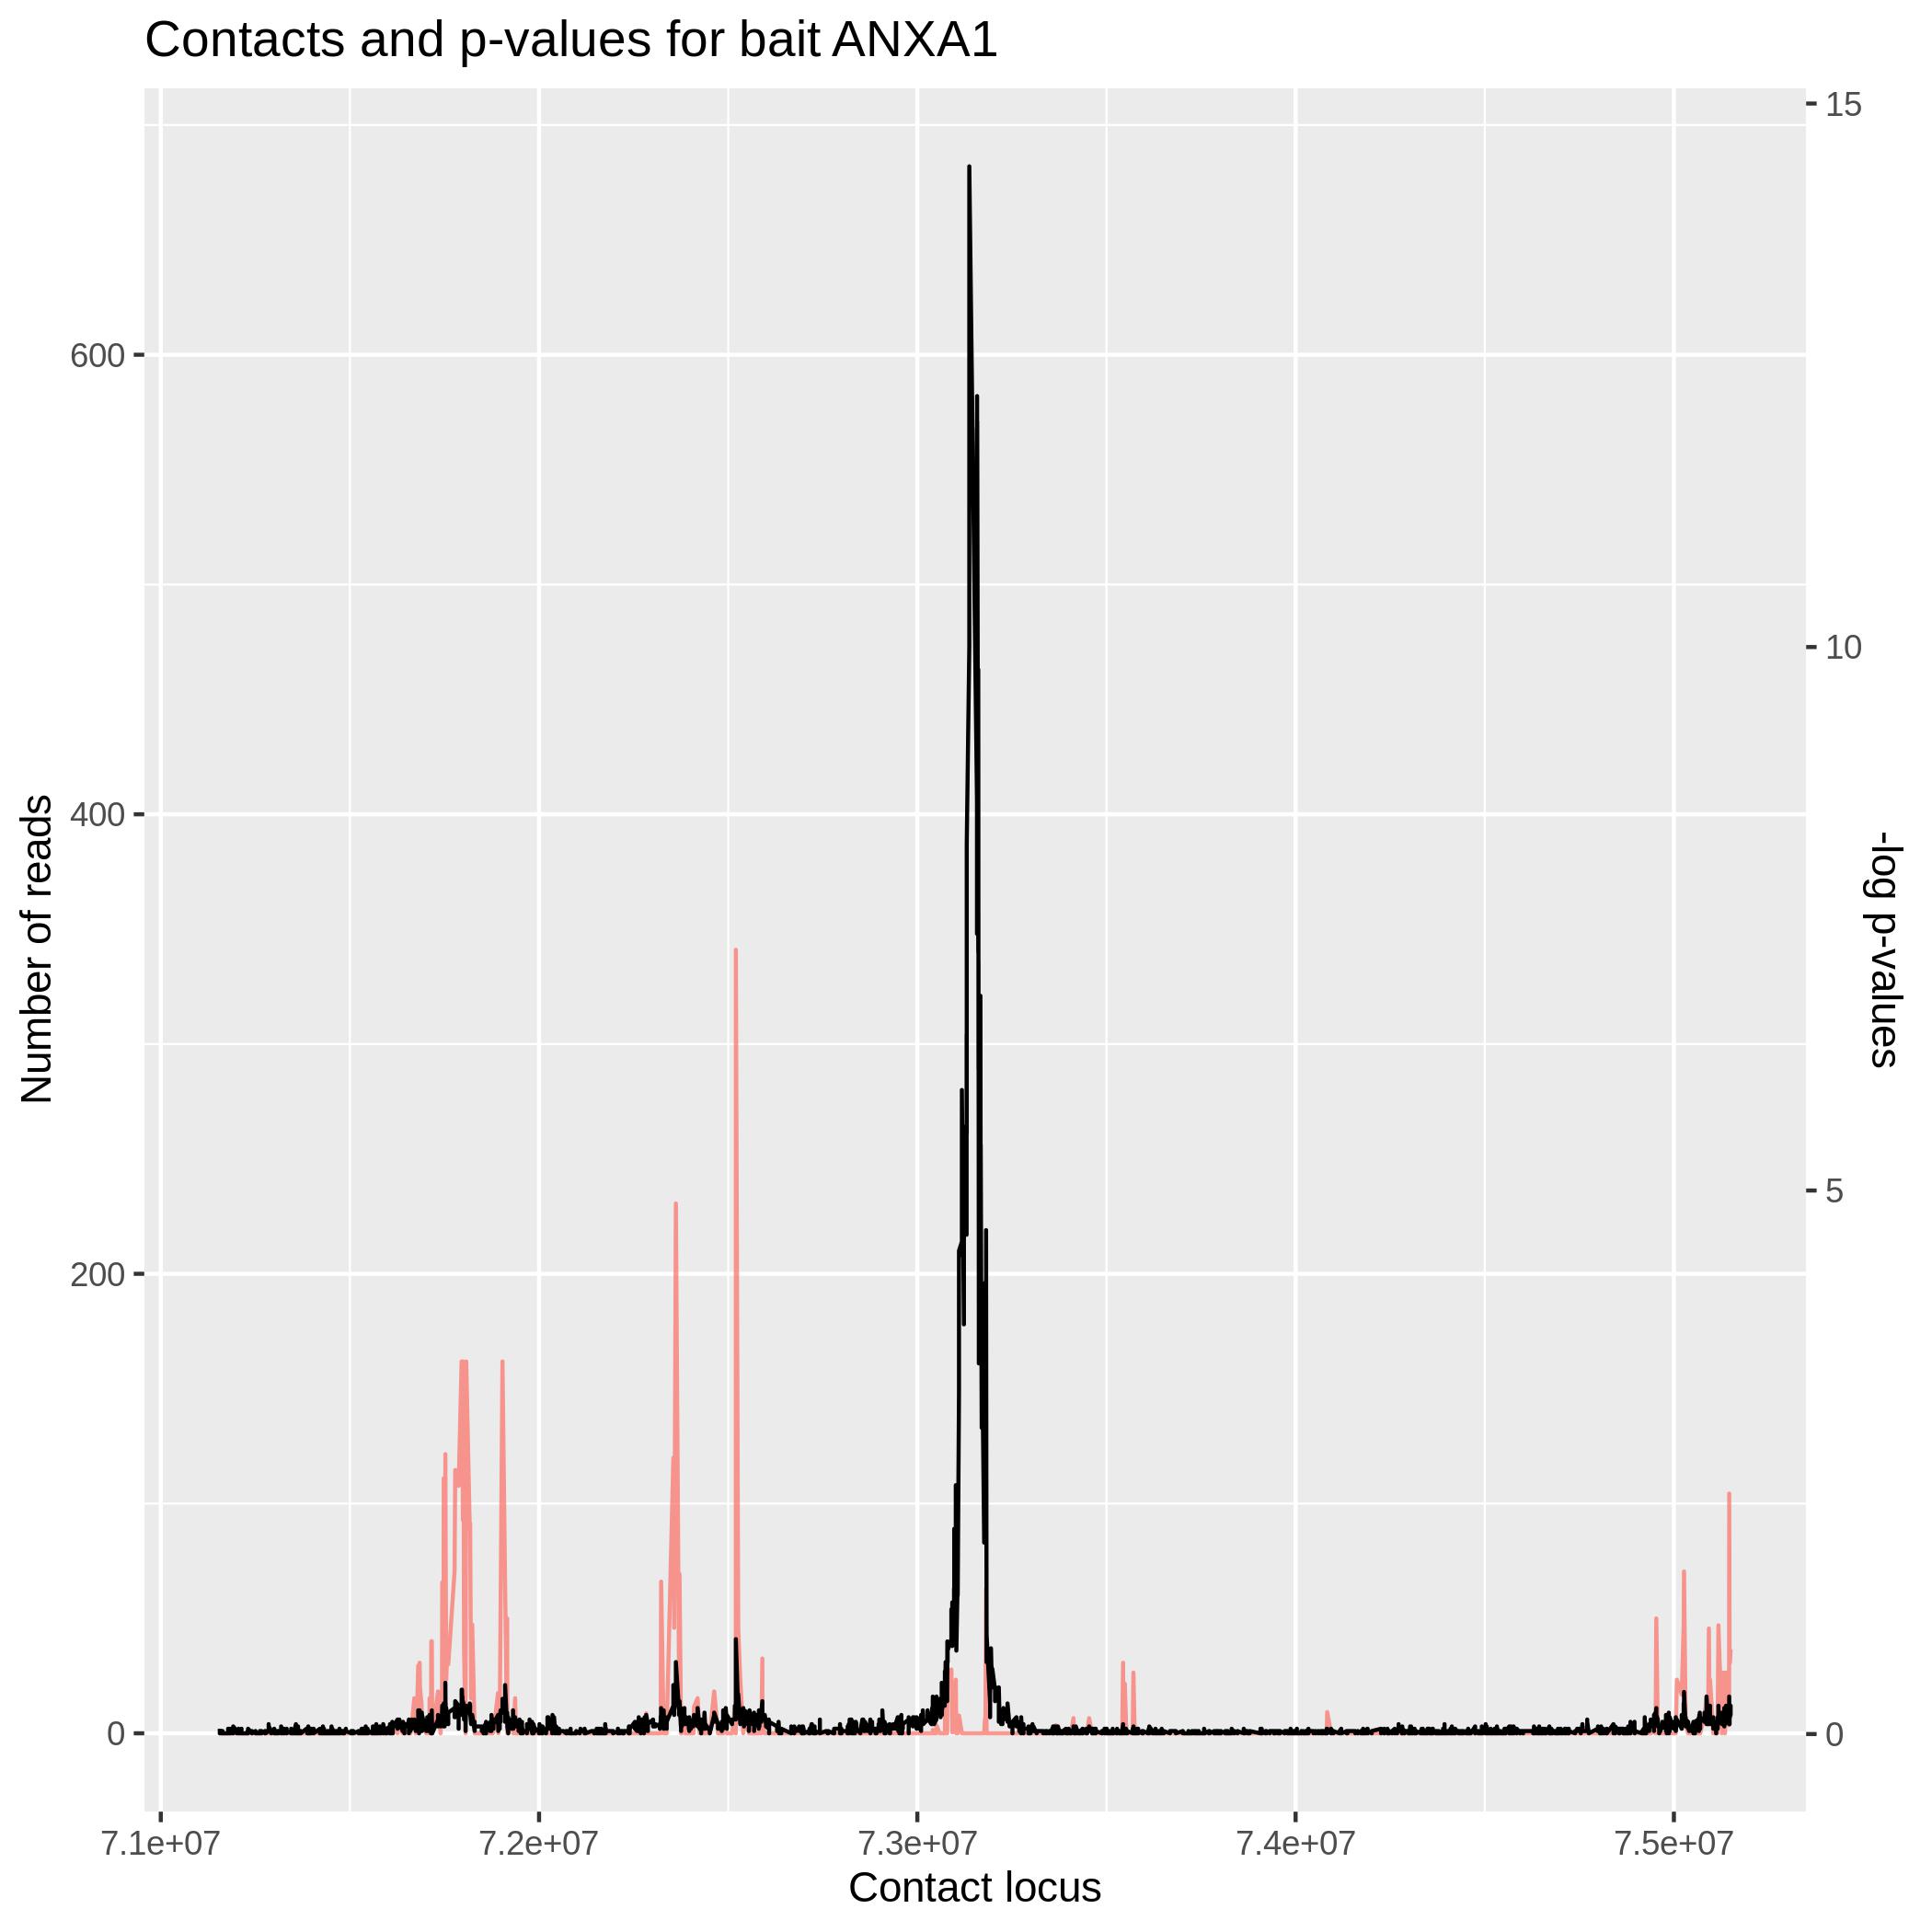 Contacts and p-values for bait ANXA1
15
600
10
400
5
200
0
0
Number of reads
-log p-values
7.1e+07 7.2e+07 7.3e+07 7.4e+07 7.5e+07
Contact locus